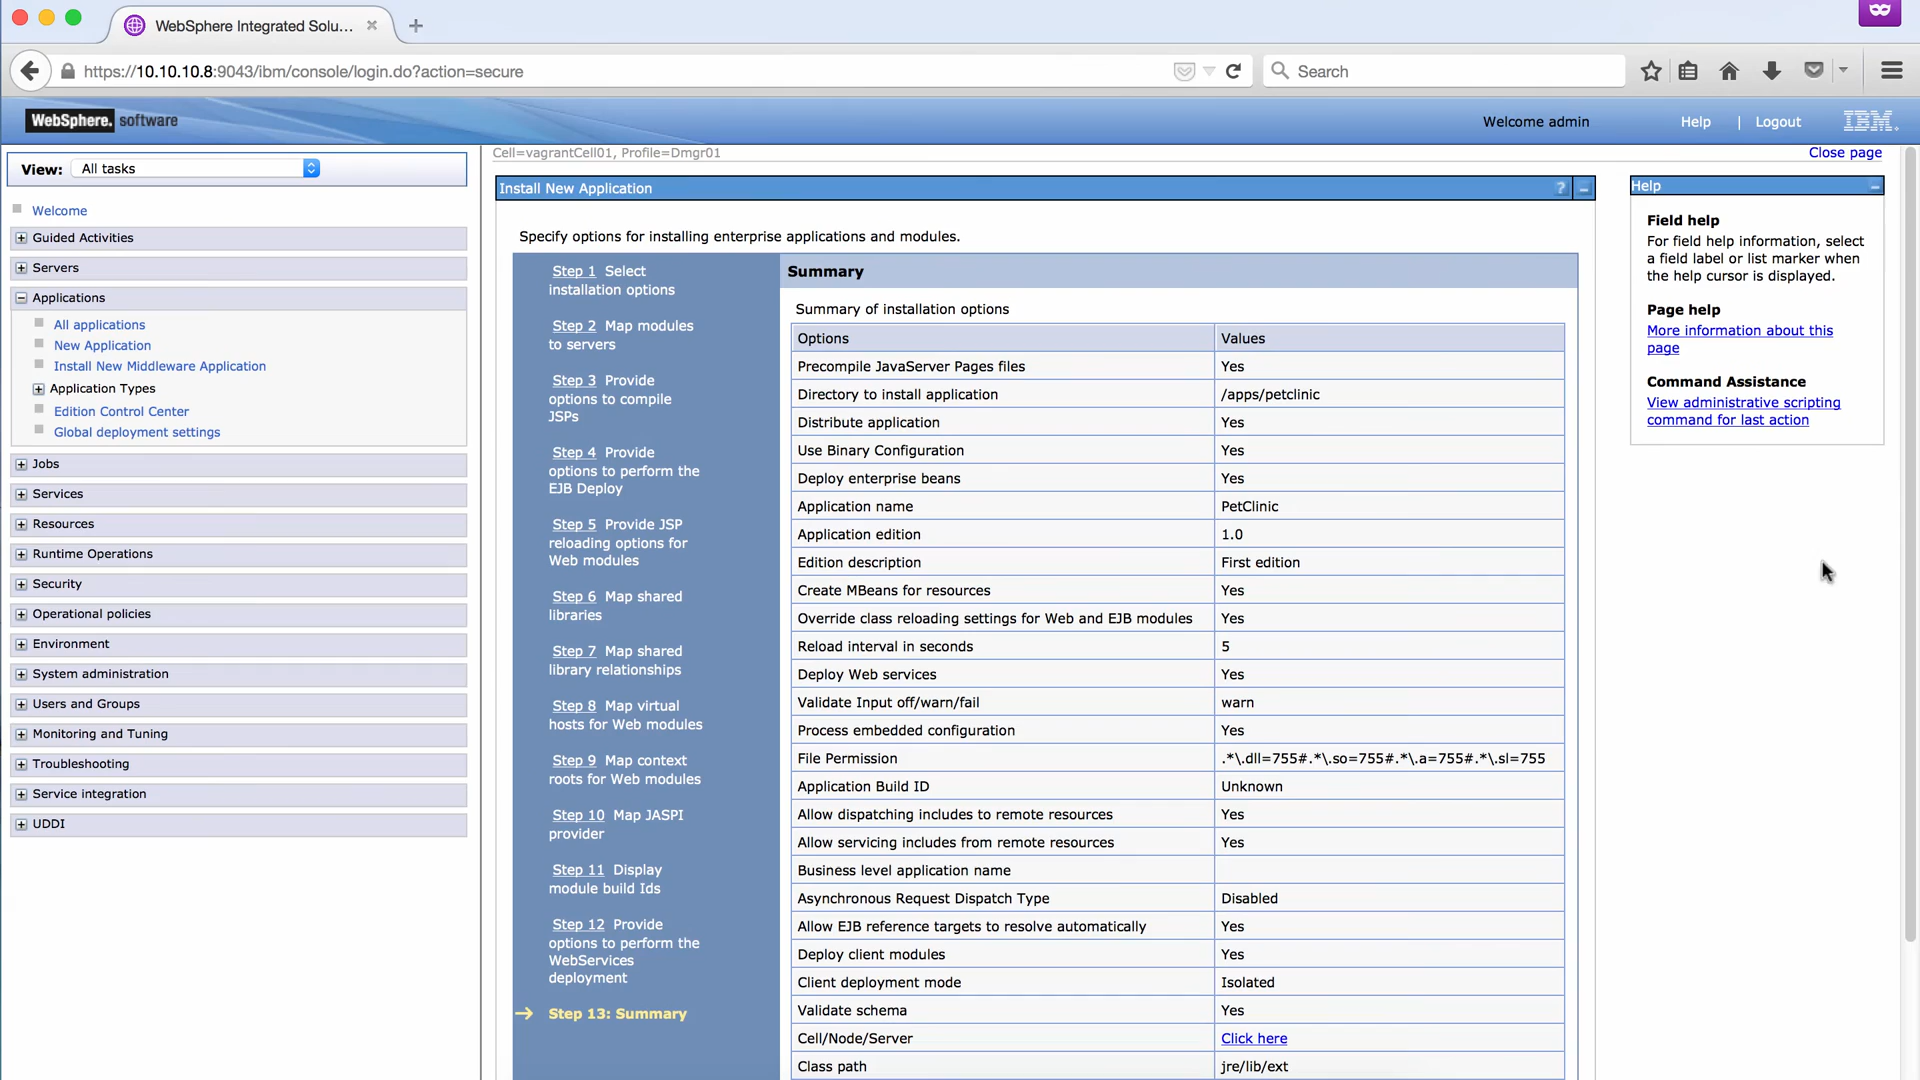 WebSphere Integrated Solu...
https://10.10.10.8:9043/ibm/console/login.do?action=secure
Search
WebSphere. software
Welcome admin
Help | Logout
IBM.
View: All tasks
Welcome
Guided Activities
Servers
Applications
All applications
New Application
Install New Middleware Application
Application Types
Edition Control Center
Global deployment settings
Jobs
Services
Resources
Runtime Operations
Security
Operational policies
Environment
System administration
Users and Groups
Monitoring and Tuning
Troubleshooting
Service integration
UDDI
Cell=vagrantCell01, Profile=Dmgr01
Close page
Install New Application
?
Specify options for installing enterprise applications and modules.
Step 1 Select
installation options
Step 2 Map modules
to servers
Step 3 Provide
options to compile
JSPs
Step 4 Provide
options to perform the
EJB Deploy
Step 5 Provide JSP
reloading options for
Web modules
Step 6 Map shared
libraries
Step 7 Map shared
library relationships
Step 8 Map virtual
hosts for Web modules
Step 9 Map context
roots for Web modules
Step 10 Map JASPI
provider
Step 11 Display
module build Ids
Step 12 Provide
options to perform the
WebServices
deployment
Step 13: Summary
Summary
Summary of installation options
Options Values
Precompile JavaServer Pages files Yes
Directory to install application /apps/petclinic
Distribute application Yes
Use Binary Configuration Yes
Deploy enterprise beans Yes
Application name PetClinic
Application edition 1.0
Edition description First edition
Create MBeans for resources Yes
Override class reloading settings for Web and EJB modules Yes
Reload interval in seconds 5
Deploy Web services Yes
Validate Input off/warn/fail warn
Process embedded configuration Yes
File Permission .*\.dll=755#.*\.so=755#.*\.a=755#.*\.sl=755
Application Build ID Unknown
Allow dispatching includes to remote resources Yes
Allow servicing includes from remote resources Yes
Business level application name
Asynchronous Request Dispatch Type Disabled
Allow EJB reference targets to resolve automatically Yes
Deploy client modules Yes
Client deployment mode Isolated
Validate schema Yes
Cell/Node/Server Click here
Class path jre/lib/ext
Help
Field help
For field help information, select
a field label or list marker when
the help cursor is displayed.
Page help
More information about this
page
Command Assistance
View administrative scripting
command for last action